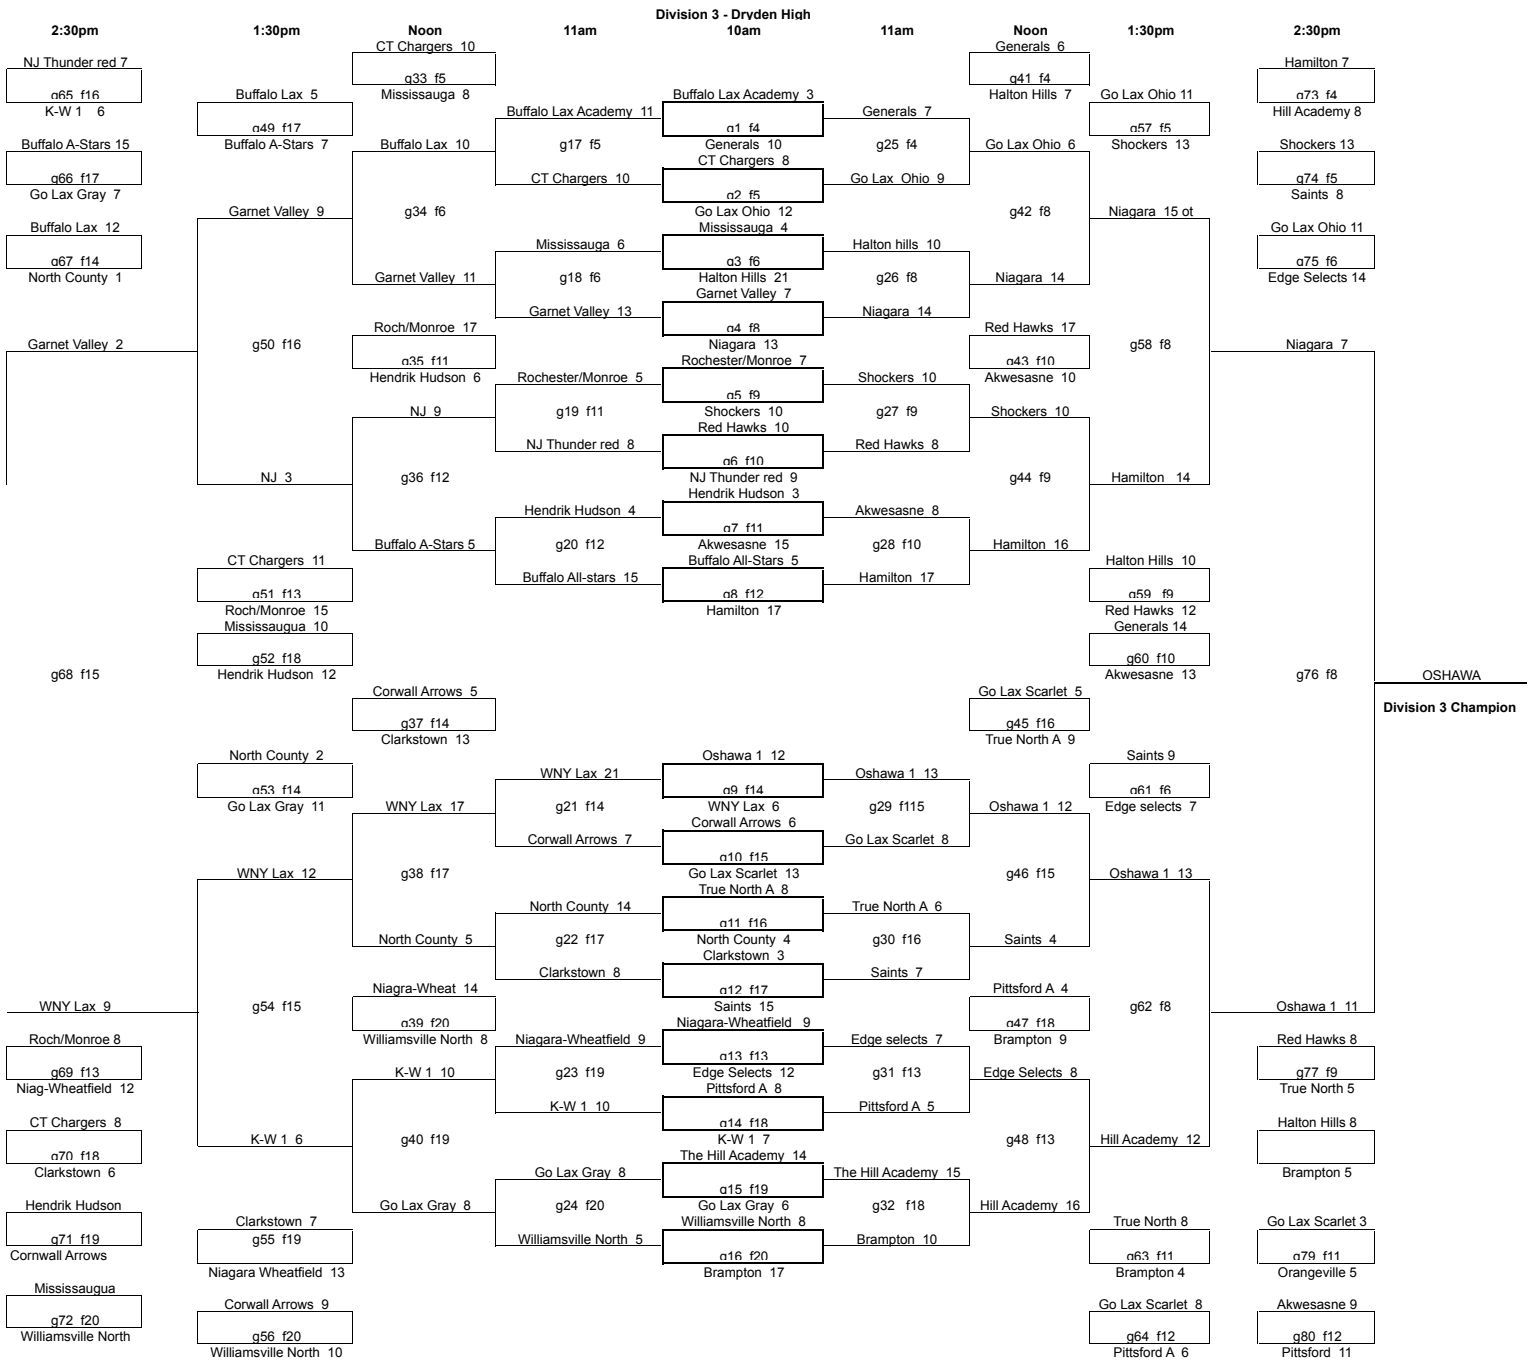 Division 3 - Dryden High
2:30pm 1:30pm Noon 11am 10am 11am Noon 1:30pm 2:30pm
CT Chargers 10 Generals 6
NJ Thunder red 7 Hamilton 7
g33 f5 g41 f4
g65 f16 Buffalo Lax 5 Mississauga 8 Buffalo Lax Academy 3 Halton Hills 7 Go Lax Ohio 11 g73 f4
K-W 1 6 Buffalo Lax Academy 11 Generals 7 Hill Academy 8
g49 f17 g1 f4 g57 f5
Buffalo A-Stars 15 Buffalo A-Stars 7 Buffalo Lax 10 g17 f5 Generals 10 g25 f4 Go Lax Ohio 6 Shockers 13 Shockers 13
CT Chargers 8
g66 f17 CT Chargers 10 Go Lax Ohio 9 g74 f5
Go Lax Gray 7 g2 f5 Saints 8
Garnet Valley 9 g34 f6 Go Lax Ohio 12 g42 f8 Niagara 15 ot
Buffalo Lax 12 Mississauga 4 Go Lax Ohio 11
Mississauga 6 Halton hills 10
g67 f14 g3 f6 g75 f6
North County 1 Garnet Valley 11 g18 f6 Halton Hills 21 g26 f8 Niagara 14 Edge Selects 14
Garnet Valley 7
Garnet Valley 13 Niagara 14
Roch/Monroe 17 g4 f8 Red Hawks 17
Garnet Valley 2 g50 f16 Niagara 13 g58 f8 Niagara 7
g35 f11 Rochester/Monroe 7 g43 f10
Hendrik Hudson 6 Rochester/Monroe 5 Shockers 10 Akwesasne 10
g5 f9
NJ 9 g19 f11 Shockers 10 g27 f9 Shockers 10
Red Hawks 10
NJ Thunder red 8 Red Hawks 8
g6 f10
NJ 3 g36 f12 NJ Thunder red 9 g44 f9 Hamilton 14
Hendrik Hudson 3
Hendrik Hudson 4 Akwesasne 8
g7 f11
Buffalo A-Stars 5 g20 f12 Akwesasne 15 g28 f10 Hamilton 16
CT Chargers 11 Buffalo All-Stars 5 Halton Hills 10
Buffalo All-stars 15 Hamilton 17
g51 f13 g8 f12 g59 f9
Roch/Monroe 15 Hamilton 17 Red Hawks 12
Mississaugua 10 Generals 14
g52 f18 g60 f10
g68 f15 Hendrik Hudson 12 Akwesasne 13 g76 f8 OSHAWA
Corwall Arrows 5 Go Lax Scarlet 5
Division 3 Champion
g37 f14 g45 f16
Clarkstown 13 True North A 9
North County 2 Oshawa 1 12 Saints 9
WNY Lax 21 Oshawa 1 13
g53 f14 g9 f14 g61 f6
Go Lax Gray 11 WNY Lax 17 g21 f14 WNY Lax 6 g29 f115 Oshawa 1 12 Edge selects 7
Corwall Arrows 6
Corwall Arrows 7 Go Lax Scarlet 8
g10 f15
WNY Lax 12 g38 f17 Go Lax Scarlet 13 g46 f15 Oshawa 1 13
True North A 8
North County 14 True North A 6
g11 f16
North County 5 g22 f17 North County 4 g30 f16 Saints 4
Clarkstown 3
Clarkstown 8 Saints 7
Niagra-Wheat 14 g12 f17 Pittsford A 4
WNY Lax 9 g54 f15 Saints 15 g62 f8 Oshawa 1 11
g39 f20 Niagara-Wheatfield 9 g47 f18
Roch/Monroe 8 Williamsville North 8 Niagara-Wheatfield 9 Edge selects 7 Brampton 9 Red Hawks 8
g13 f13
g69 f13 K-W 1 10 g23 f19 Edge Selects 12 g31 f13 Edge Selects 8 g77 f9
Niag-Wheatfield 12 Pittsford A 8 True North 5
K-W 1 10 Pittsford A 5
CT Chargers 8 g14 f18 Halton Hills 8
K-W 1 6 g40 f19 K-W 1 7 g48 f13 Hill Academy 12
g70 f18 The Hill Academy 14
Clarkstown 6 Go Lax Gray 8 The Hill Academy 15 Brampton 5
g15 f19
Hendrik Hudson Go Lax Gray 8 g24 f20 Go Lax Gray 6 g32 f18 Hill Academy 16
Clarkstown 7 Williamsville North 8 True North 8 Go Lax Scarlet 3
g71 f19 g55 f19 Williamsville North 5 Brampton 10
Cornwall Arrows g16 f20 g63 f11 g79 f11
Niagara Wheatfield 13 Brampton 17 Brampton 4 Orangeville 5
Mississaugua
Corwall Arrows 9 Go Lax Scarlet 8 Akwesasne 9
g72 f20
Williamsville North g56 f20 g64 f12 g80 f12
Williamsville North 10 Pittsford A 6 Pittsford 11